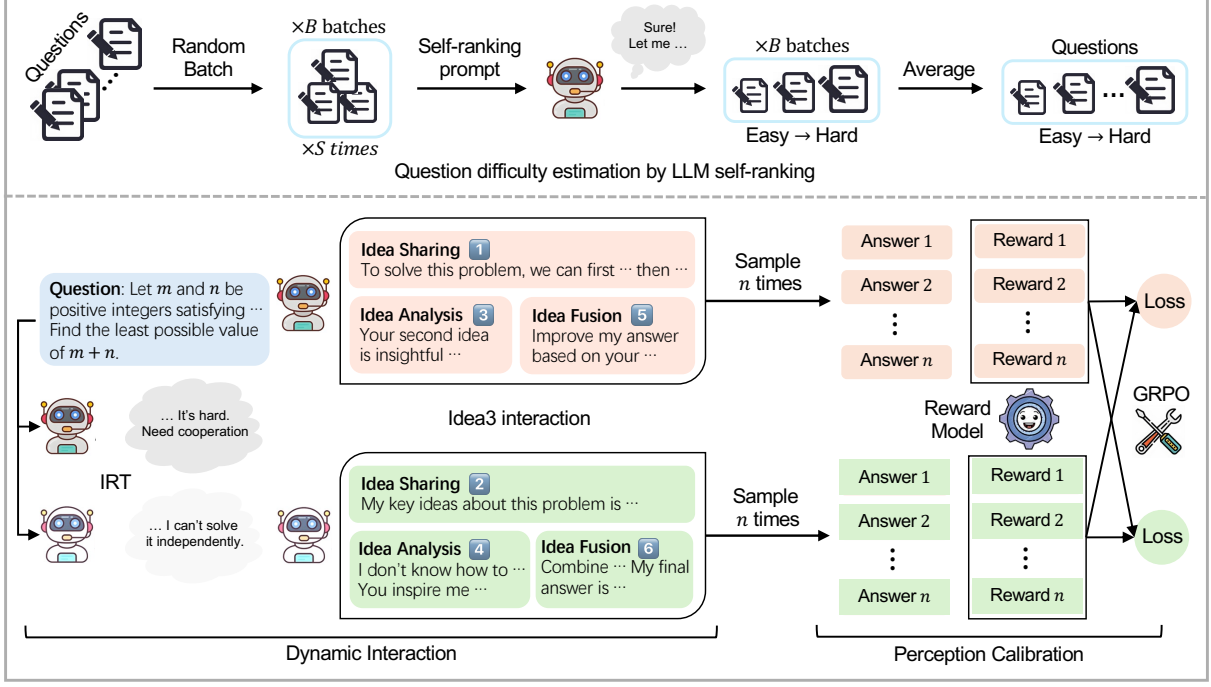 Questions
Random
Batch
×B batches
×S times
Self-ranking
prompt
Sure!
Let me …
×B batches
Easy → Hard
Average
Questions
...
Easy → Hard
Question difficulty estimation by LLM self-ranking
Question: Let m and n be
positive integers satisfying ···
Find the least possible value
of m + n.
… It's hard.
Need cooperation
IRT
… I can't solve
it independently.
Idea Sharing 1
To solve this problem, we can first ··· then ···
Idea Analysis 3
Your second idea
is insightful ···
Idea Fusion 5
Improve my answer
based on your ···
Idea3 interaction
Idea Sharing 2
My key ideas about this problem is ···
Idea Analysis 4
I don't know how to ···
You inspire me ···
Idea Fusion 6
Combine ··· My final
answer is ···
Dynamic Interaction
Sample
n times
Answer 1
Answer 2
⋮
Answer n
Reward 1
Reward 2
⋮
Reward n
Loss
Reward
Model
GRPO
Sample
n times
Answer 1
Answer 2
⋮
Answer n
Reward 1
Reward 2
⋮
Reward n
Loss
Perception Calibration